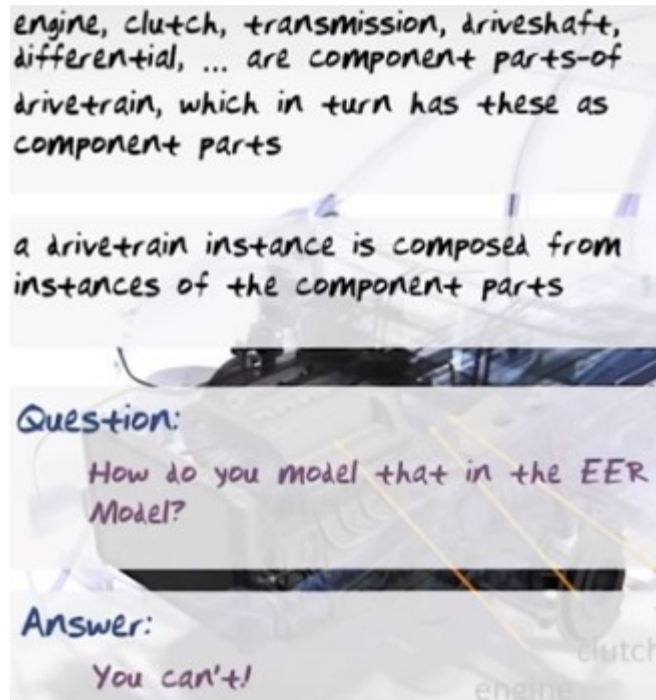 engine, clutch, transmission, driveshaft,
differential, ... are component parts-of
drivetrain, which in turn has these as
component parts
a drivetrain instance is composed from
instances of the component parts
Question:
How do you model that in the EER
Model?
Answer:
You can't!
clutch
engine